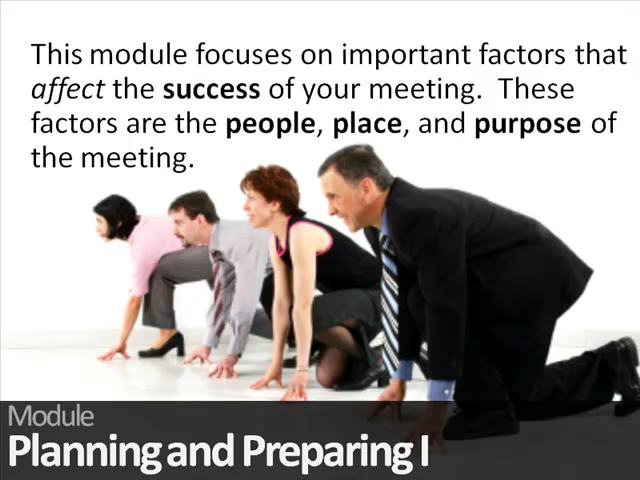 This module focuses on important factors that
affect the success of your meeting.  These
factors are the people, place, and purpose of
the meeting.
Module
Planning and Preparing I